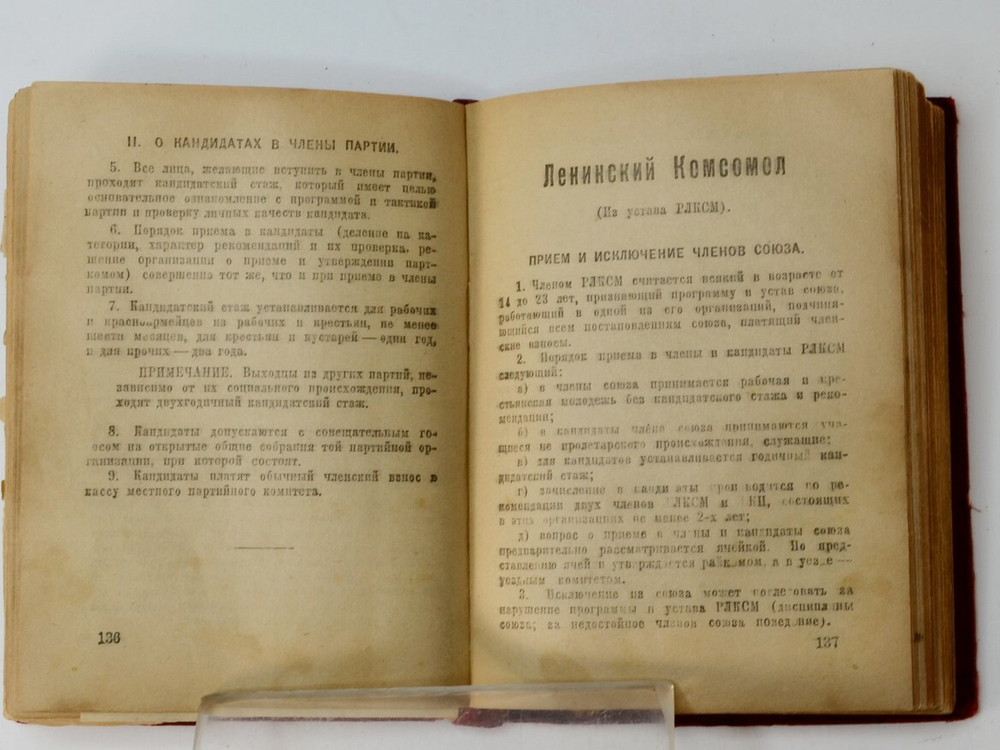 II. О КАНДИДАТАХ В ЧЛЕНЫ ПАРТИИ.
5. Все лица, желающие вступить в члены партии,
проходят кандидатский стаж, который имеет целью
основательное ознакомление с программой и тактикой
партии и проверку личных качеств кандидата.
6. Порядок приема в кандидаты (деление на ка-
тегории, характер рекомендаций и их проверка, ре-
шение организации о приеме и утверждении парт-
комом) совершенно тот же, что и при приеме в члены
партии.
7. Кандидатский стаж устанавливается для рабочих
и красноармейцев из рабочих и крестьян, не менее
шести месяцев, для крестьян и кустарей — один год,
и для прочих — два года.
ПРИМЕЧАНИЕ. Выходцы из других партий, не-
зависимо от их социального происхождения, про-
ходят двухгодичный кандидатский стаж.
8. Кандидаты допускаются с совещательным го-
лосом на открытые общие собрания той партийной ор-
ганизации, при которой состоят.
9. Кандидаты платят обычный членский взнос в
кассу местного партийного комитета.
136
Ленинский Комсомол
(Из устава РЛКСМ).
ПРИЕМ И ИСКЛЮЧЕНИЕ ЧЛЕНОВ СОЮЗА.
1. Членом РЛКСМ считается всякий в возрасте от
14 до 23 лет, признающий программу и устав союза,
работающий в одной из его организаций, подчиня-
ющийся всем постановлениям союза, платящий член-
ские взносы.
2. Порядок приема в члены и кандидаты РЛКСМ
следующий:
а) в члены союза принимается рабочая и кре-
стьянская молодежь без кандидатского стажа и реко-
мендации;
б) в кандидаты члены союза принимаются уча-
щиеся не пролетарского происхождения, служащие;
в) для кандидатов устанавливается годичный кан-
дидатский стаж;
г) зачисление в кандидаты производится по ре-
комендации двух членов РЛКСМ и РКП, состоящих
в этих организациях не менее 2-х лет;
д) вопрос о приеме в члены и кандидаты союза
предварительно рассматривается ячейкой. По пред-
ставлению ячейки утверждается райкомом, а в уезде —
уездным комитетом.
3. Исключение из союза может последовать за
нарушение программы и устава РЛКСМ (дисциплины
союза; за недостойное членов союза поведение).
137